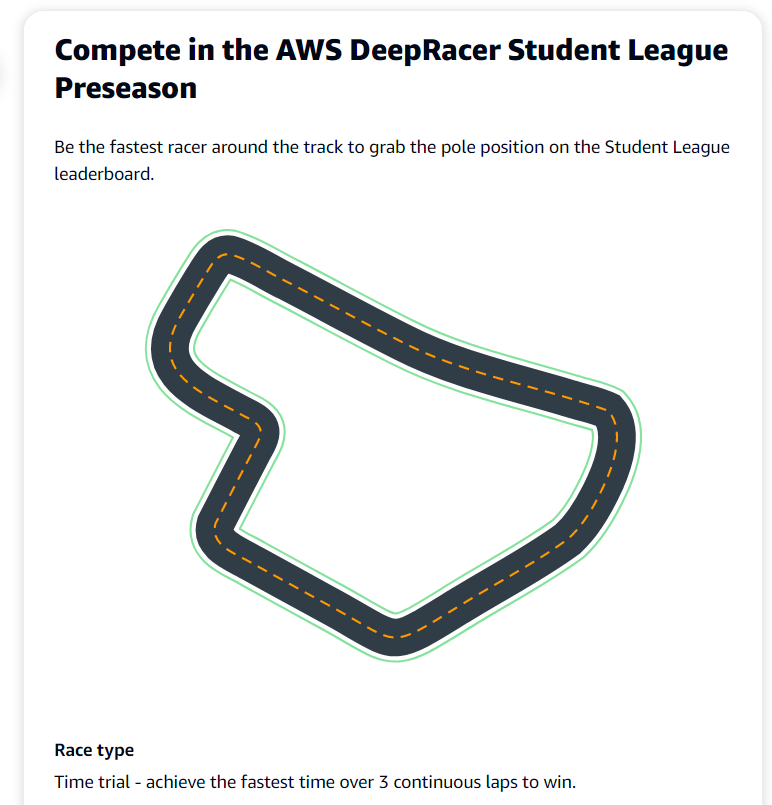 Compete in the AWS DeepRacer Student League
Preseason
Be the fastest racer around the track to grab the pole position on the Student League
leaderboard.
Race type
Time trial - achieve the fastest time over 3 continuous laps to win.